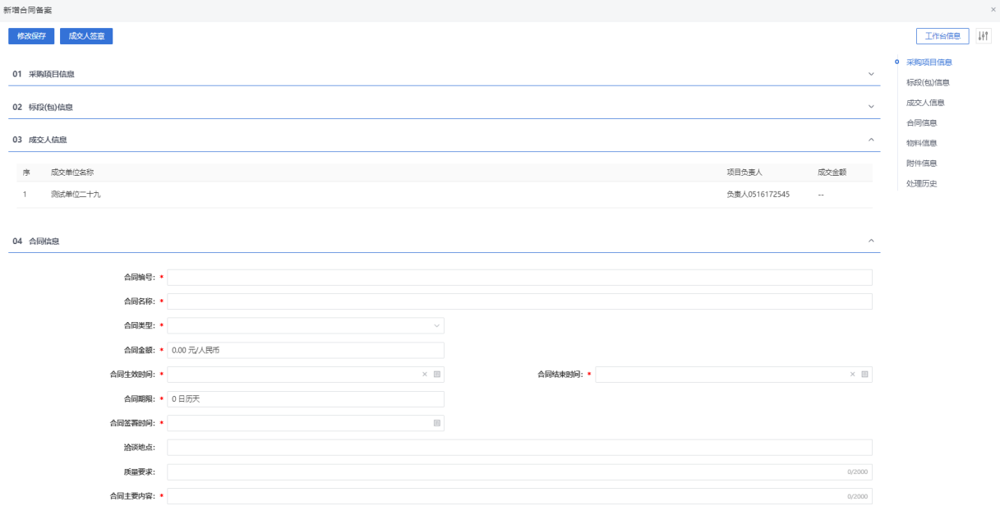 新增合同备案
修改保存 成交人签章 工作台信息
01 采购项目信息
02 标段(包)信息
03 成交人信息
序 成交单位名称 项目负责人 成交金额
1 测试单位二十九 负责人0516172545 --
04 合同信息
合同编号: *
合同名称: *
合同类型: *
合同金额: * 0.00 元/人民币
合同生效时间: * 合同结束时间: *
合同期限: * 0 日历天
合同签署时间: *
洽谈地点:
质量要求: 0/2000
合同主要内容: * 0/2000
采购项目信息
标段(包)信息
成交人信息
合同信息
物料信息
附件信息
处理历史